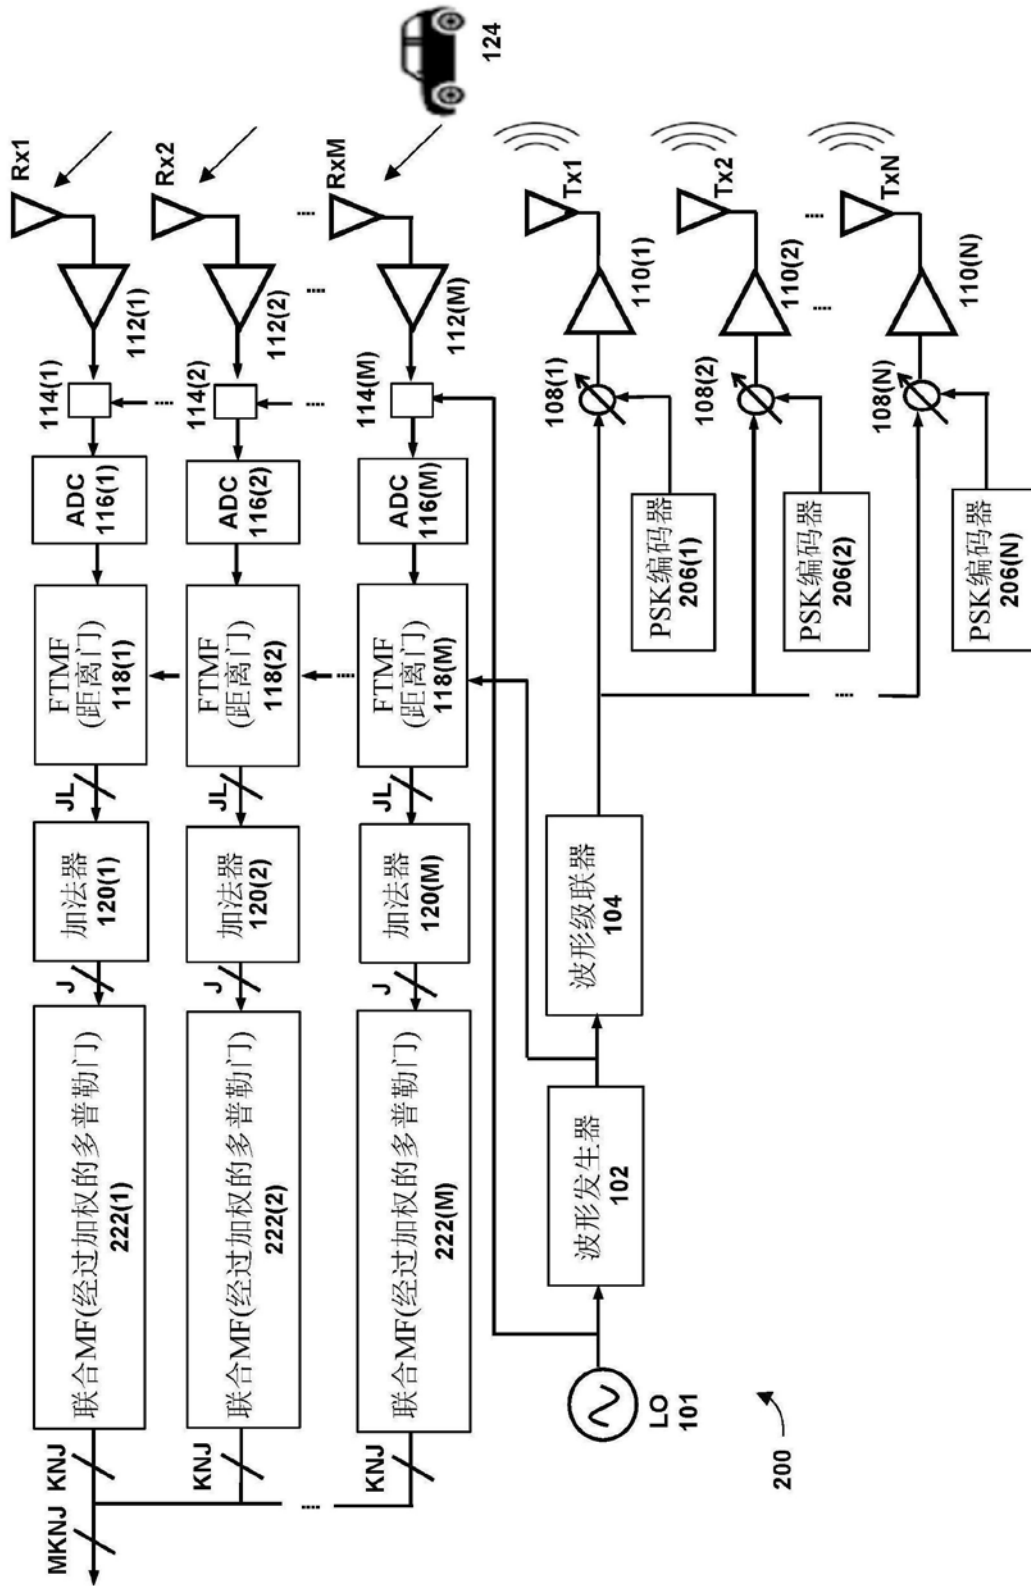 Rx1
Rx2
RxM
124
112(1)
112(2)
112(M)
114(1)
114(2)
114(M)
ADC
116(1)
ADC
116(2)
ADC
116(M)
FTMF
(距离门)
118(1)
FTMF
(距离门)
118(2)
FTMF
(距离门)
118(M)
JL
JL
JL
加法器
120(1)
加法器
120(2)
加法器
120(M)
J
J
J
联合MF(经过加权的多普勒门)
222(1)
联合MF(经过加权的多普勒门)
222(2)
联合MF(经过加权的多普勒门)
222(M)
KNJ
KNJ
KNJ
MKNJ
LO
101
波形发生器
102
波形级联器
104
PSK编码器
206(1)
PSK编码器
206(2)
PSK编码器
206(N)
108(1)
108(2)
108(N)
110(1)
110(2)
110(N)
Tx1
Tx2
TxN
200